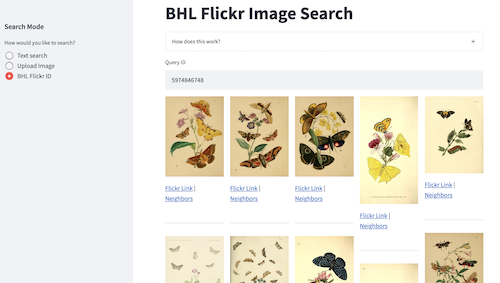 Search Mode
How would you like to search?
Text search
Upload Image
BHL Flickr ID
BHL Flickr Image Search
How does this work?
+
Query ID:
5974846748
Flickr Link |
Neighbors
Flickr Link |
Neighbors
Flickr Link |
Neighbors
Flickr Link |
Neighbors
Flickr Link |
Neighbors